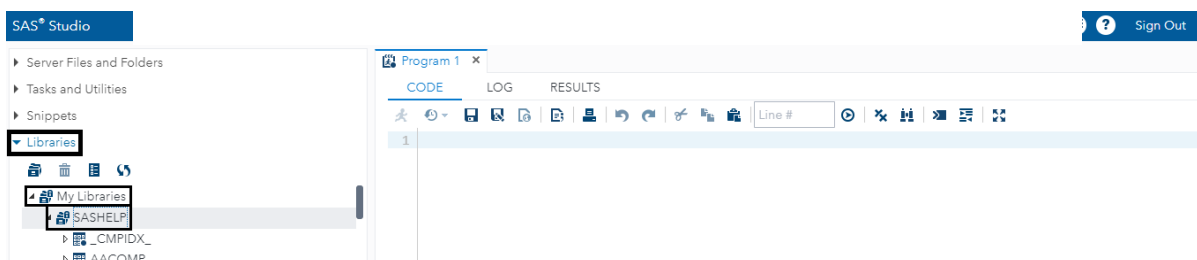 SAS® Studio
? Sign Out
Server Files and Folders
Tasks and Utilities
Snippets
Libraries
My Libraries
SASHELP
_CMPIDX_
AACOMP
Program 1 ×
CODE LOG RESULTS
Line #
1